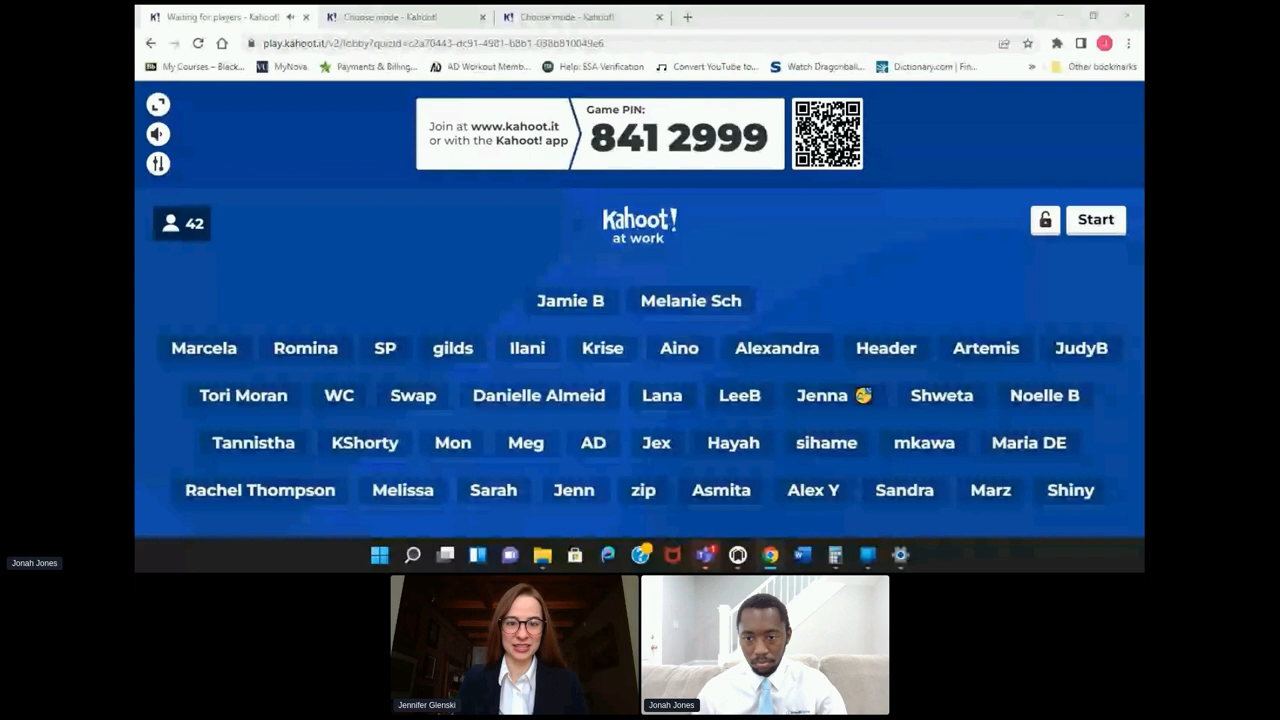 Waiting for players - Kahoot!
Choose mode - Kahoot!
Choose mode - Kahoot!
play.kahoot.it/v2/lobby?quizId=c2a70443-dc91-4981-b8b1-038b810049e6
My Courses – Black...
MyNova
Payments & Billing...
AD Workout Memb...
Help: SSA Verification
Convert YouTube to...
Watch Dragonball...
Dictionary.com | Fin...
»
Other bookmarks
Join at www.kahoot.it
or with the Kahoot! app
Game PIN:
841 2999
42
Kahoot!
at work
Start
Jamie B Melanie Sch
Marcela Romina SP gilds Ilani Krise Aino Alexandra Header Artemis JudyB
Tori Moran WC Swap Danielle Almeid Lana LeeB Jenna 🥳 Shweta Noelle B
Tannistha KShorty Mon Meg AD Jex Hayah sihame mkawa Maria DE
Rachel Thompson Melissa Sarah Jenn zip Asmita Alex Y Sandra Marz Shiny
Jonah Jones
Jennifer Glenski
Jonah Jones